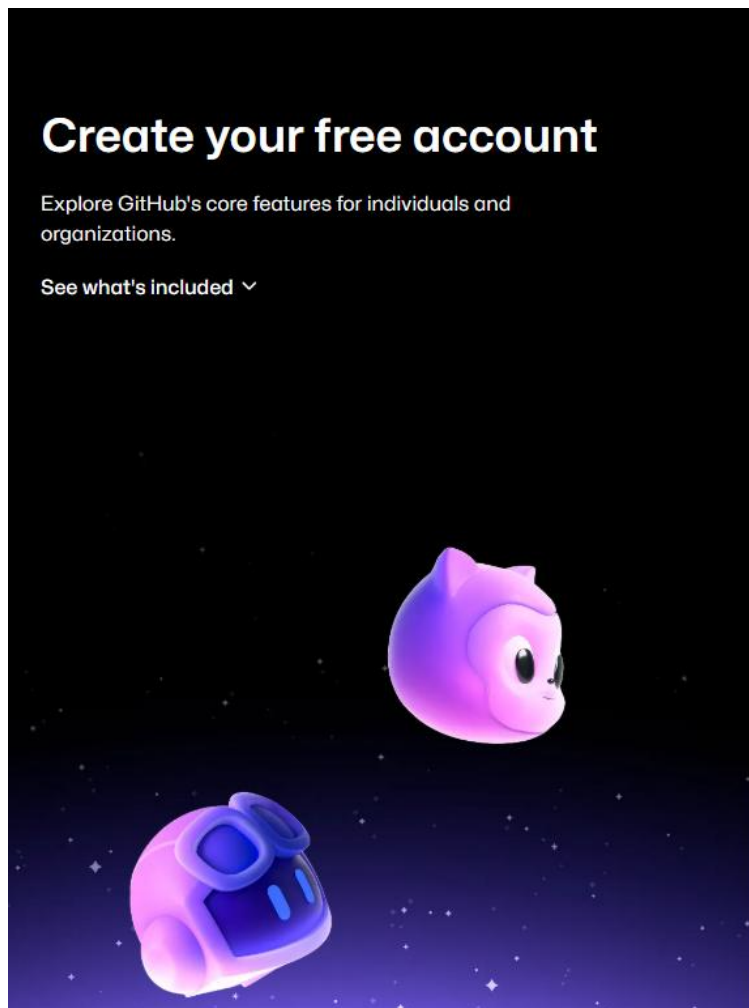 Create your free account
Explore GitHub's core features for individuals and
organizations.
See what's included